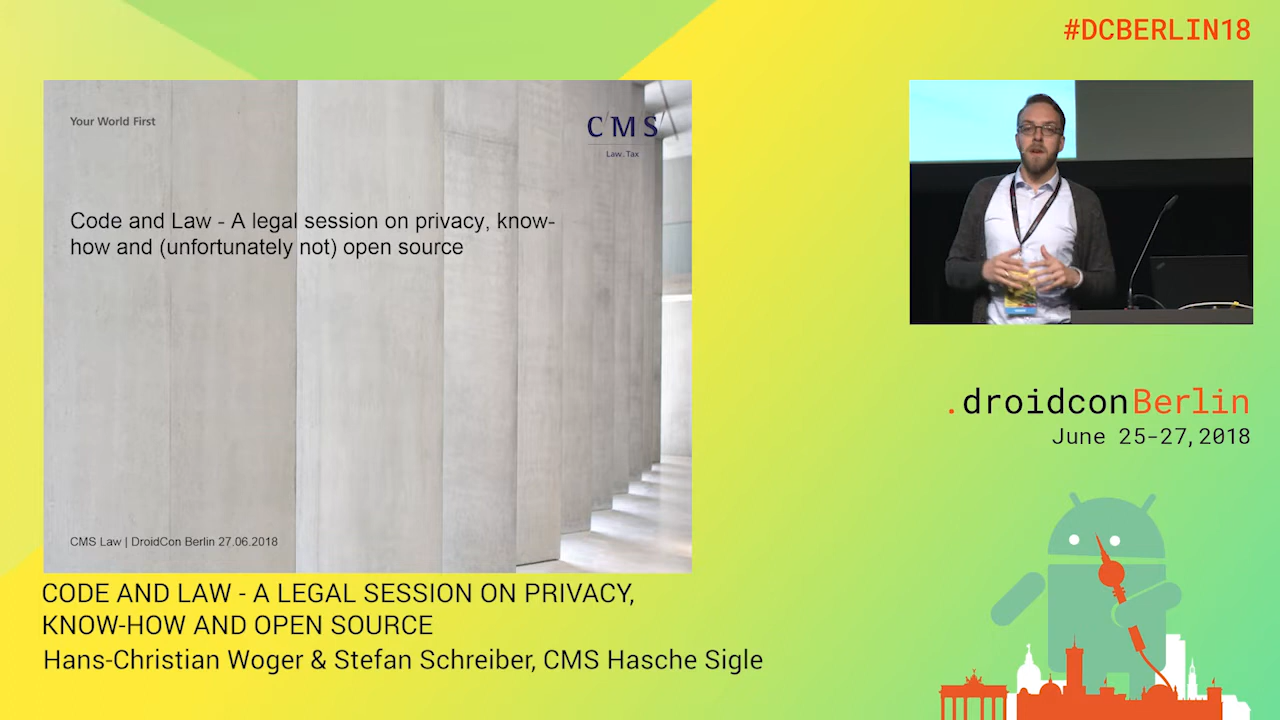 #DCBERLIN18
Your World First
C/M/S/
Law.Tax
Code and Law - A legal session on privacy, know-
how and (unfortunately not) open source
CMS Law | DroidCon Berlin 27.06.2018
CODE AND LAW - A LEGAL SESSION ON PRIVACY,
KNOW-HOW AND OPEN SOURCE
Hans-Christian Woger & Stefan Schreiber, CMS Hasche Sigle
.droidconBerlin
June 25-27,2018